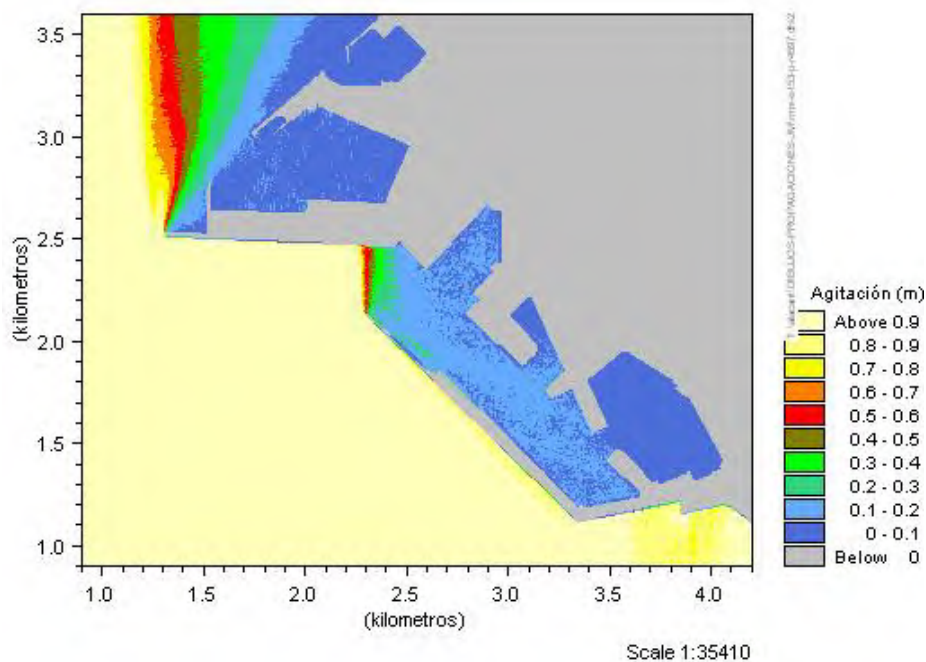 3.5
3.0
2.5
2.0
1.5
1.0
(kilometros)
1.0 1.5 2.0 2.5 3.0 3.5 4.0
(kilometros)
Scale 1:35410
Agitación (m)
Above 0.9
0.8 - 0.9
0.7 - 0.8
0.6 - 0.7
0.5 - 0.6
0.4 - 0.5
0.3 - 0.4
0.2 - 0.3
0.1 - 0.2
0 - 0.1
Below 0